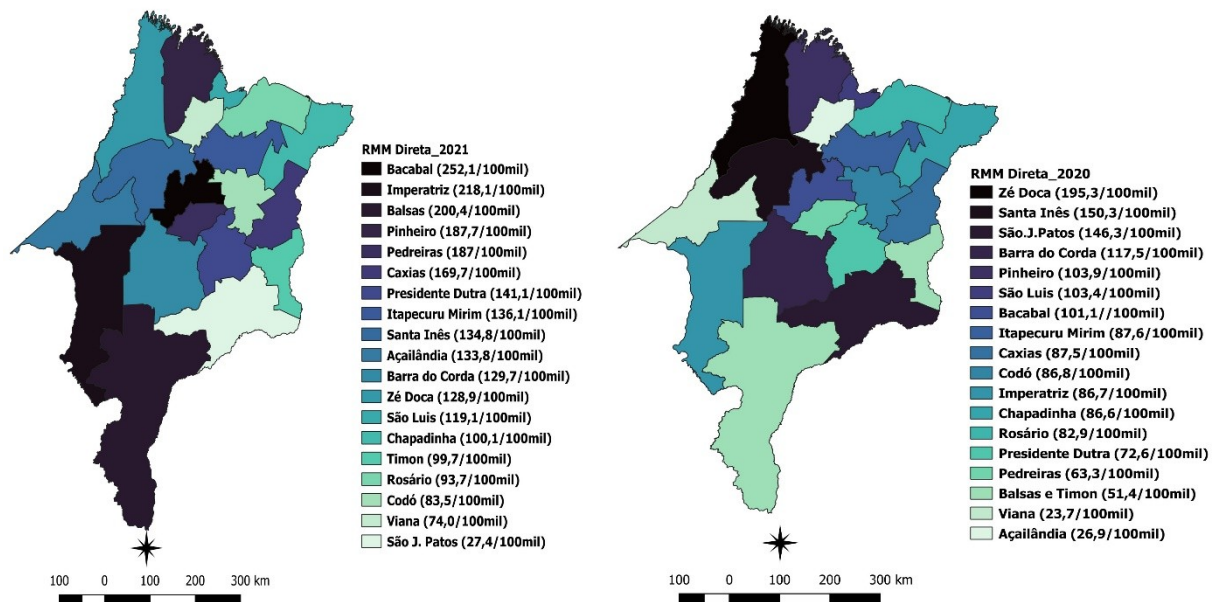 RMM Direta_2021
Bacabal (252,1/100mil)
Imperatriz (218,1/100mil)
Balsas (200,4/100mil)
Pinheiro (187,7/100mil)
Pedreiras (187/100mil)
Caxias (169,7/100mil)
Presidente Dutra (141,1/100mil)
Itapecuru Mirim (136,1/100mil)
Santa Inês (134,8/100mil)
Açailândia (133,8/100mil)
Barra do Corda (129,7/100mil)
Zé Doca (128,9/100mil)
São Luis (119,1/100mil)
Chapadinha (100,1/100mil)
Timon (99,7/100mil)
Rosário (93,7/100mil)
Codó (83,5/100mil)
Viana (74,0/100mil)
São J. Patos (27,4/100mil)
100 0 100 200 300 km
RMM Direta_2020
Zé Doca (195,3/100mil)
Santa Inês (150,3/100mil)
São.J.Patos (146,3/100mil)
Barra do Corda (117,5/100mil)
Pinheiro (103,9/100mil)
São Luis (103,4/100mil)
Bacabal (101,1//100mil)
Itapecuru Mirim (87,6/100mil)
Caxias (87,5/100mil)
Codó (86,8/100mil)
Imperatriz (86,7/100mil)
Chapadinha (86,6/100mil)
Rosário (82,9/100mil)
Presidente Dutra (72,6/100mil)
Pedreiras (63,3/100mil)
Balsas e Timon (51,4/100mil)
Viana (23,7/100mil)
Açailândia (26,9/100mil)
100 0 100 200 300 km